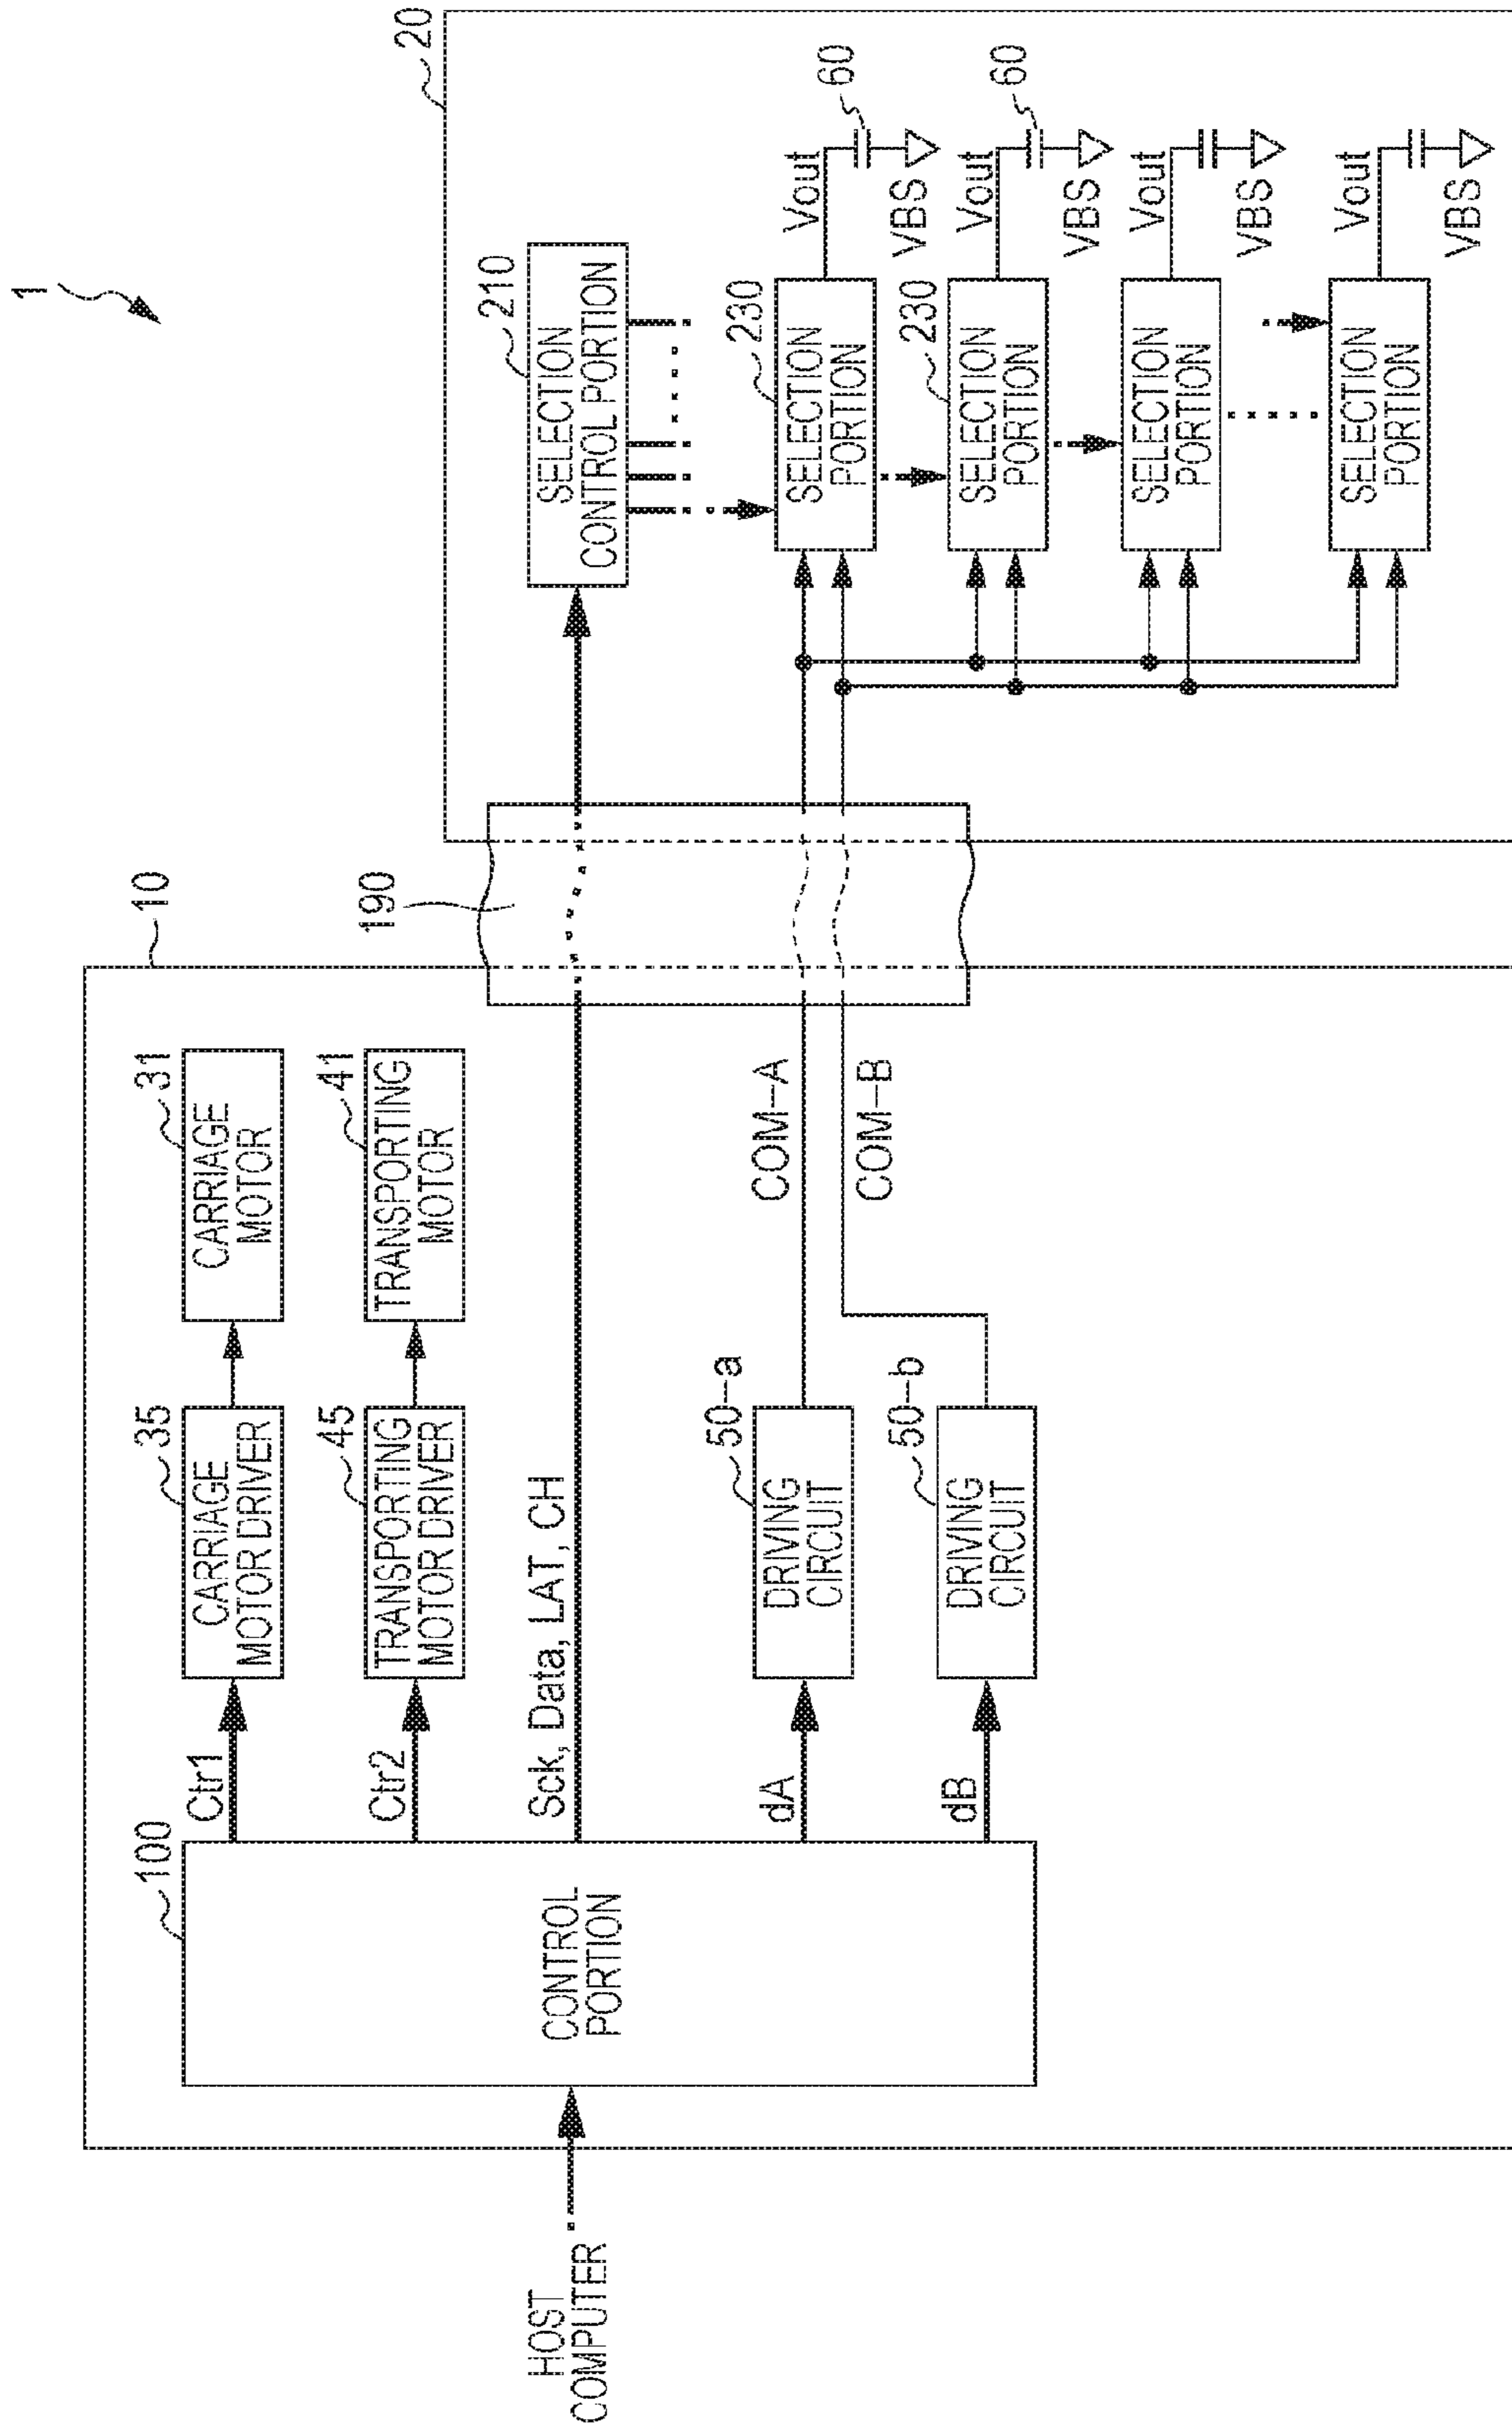 1
HOST
COMPUTER
10
100
CONTROL
PORTION
Ctr1
35
CARRIAGE
MOTOR DRIVER
31
CARRIAGE
MOTOR
Ctr2
45
TRANSPORTING
MOTOR DRIVER
41
TRANSPORTING
MOTOR
Sck, Data, LAT, CH
dA
50-a
DRIVING
CIRCUIT
COM-A
dB
50-b
DRIVING
CIRCUIT
COM-B
190
20
210
SELECTION
CONTROL PORTION
230
SELECTION
PORTION
Vout
60
VBS
230
SELECTION
PORTION
Vout
60
VBS
SELECTION
PORTION
Vout
VBS
SELECTION
PORTION
Vout
VBS